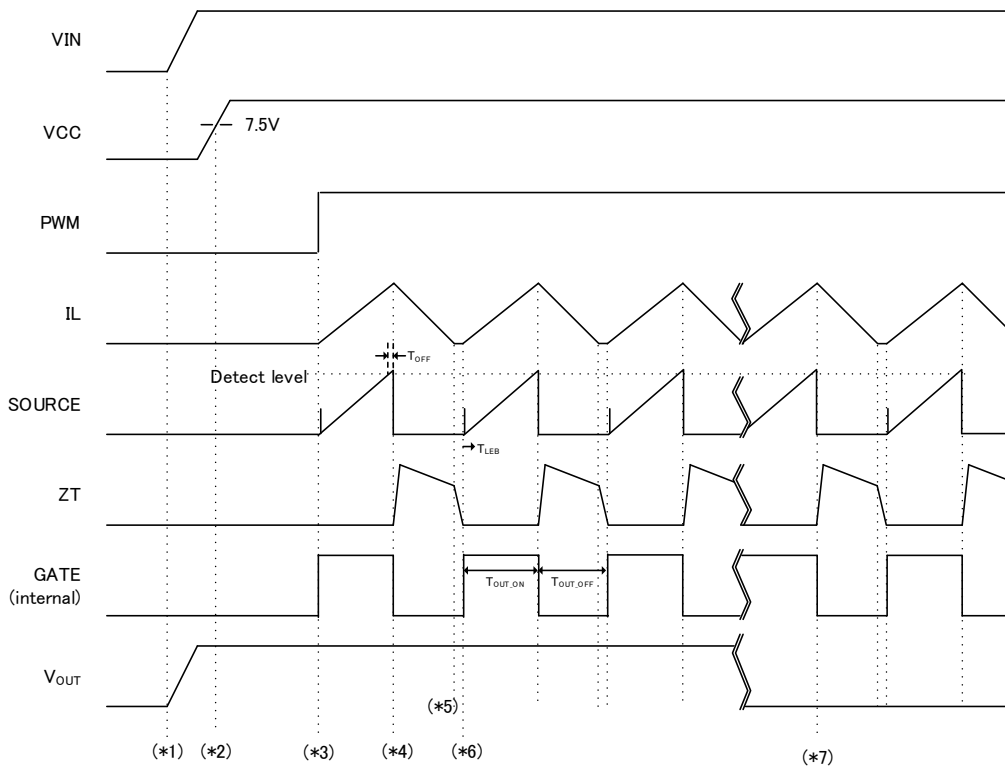 VIN
VCC
7.5V
PWM
IL
TOFF
Detect level
SOURCE
TLEB
ZT
GATE
(internal)
TOUT_ON
TOUT_OFF
VOUT
(*5)
(*1)
(*2)
(*3)
(*4)
(*6)
(*7)